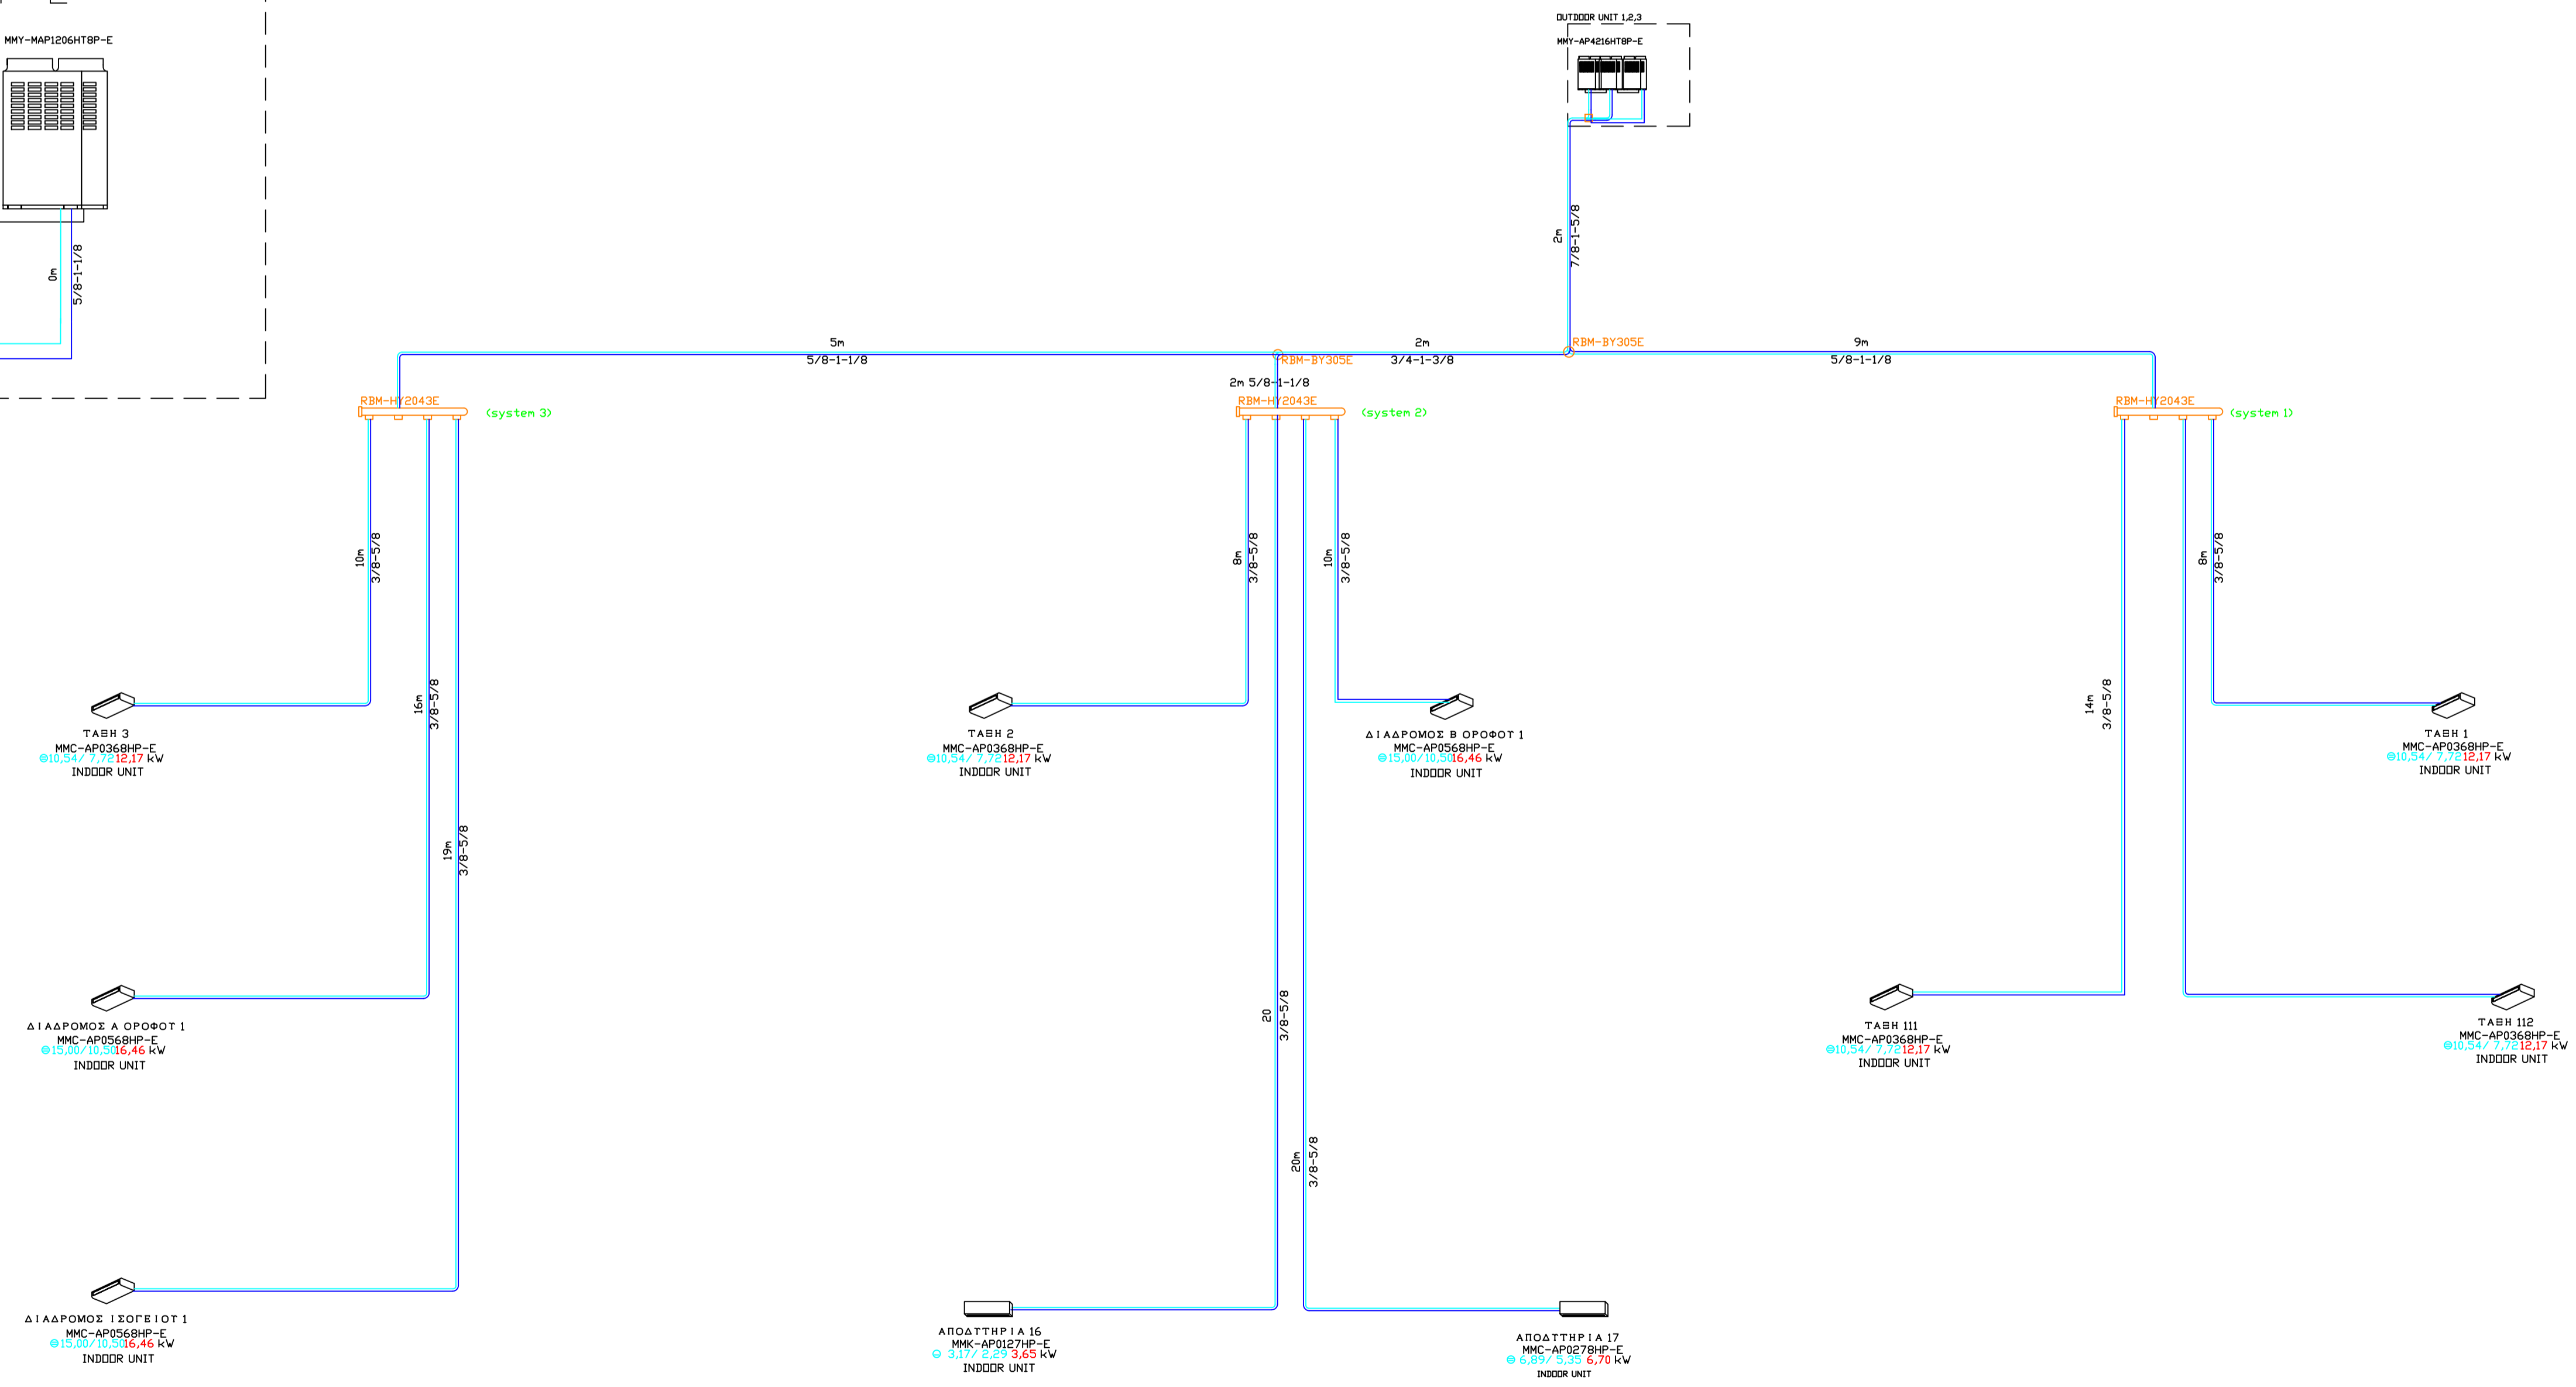 MMY-MAP1206HT8P-E
0m
5/8-1-1/8
OUTDOOR UNIT 1,2,3
MMY-AP4216HT8P-E
2m
7/8-1-5/8
5m
5/8-1-1/8
RBM-BY305E
2m
3/4-1-3/8
RBM-BY305E
9m
5/8-1-1/8
2m 5/8-1-1/8
RBM-HY2043E
(system 3)
RBM-HY2043E
(system 2)
RBM-HY2043E
(system 1)
10m
3/8-5/8
16m
3/8-5/8
19m
3/8-5/8
8m
3/8-5/8
10m
3/8-5/8
20
3/8-5/8
20m
3/8-5/8
14m
3/8-5/8
8m
3/8-5/8
ΤΑΞΗ 3
MMC-AP0368HP-E
10,54/ 7,72 12,17 kW
INDOOR UNIT
ΤΑΞΗ 2
MMC-AP0368HP-E
10,54/ 7,72 12,17 kW
INDOOR UNIT
ΔΙΑΔΡΟΜΟΣ Β ΟΡΟΦΟΤ 1
MMC-AP0568HP-E
15,00/10,50 16,46 kW
INDOOR UNIT
ΤΑΞΗ 1
MMC-AP0368HP-E
10,54/ 7,72 12,17 kW
INDOOR UNIT
ΔΙΑΔΡΟΜΟΣ Α ΟΡΟΦΟΤ 1
MMC-AP0568HP-E
15,00/10,50 16,46 kW
INDOOR UNIT
ΤΑΞΗ 111
MMC-AP0368HP-E
10,54/ 7,72 12,17 kW
INDOOR UNIT
ΤΑΞΗ 112
MMC-AP0368HP-E
10,54/ 7,72 12,17 kW
INDOOR UNIT
ΔΙΑΔΡΟΜΟΣ ΙΣΟΓΕΙΟΤ 1
MMC-AP0568HP-E
15,00/10,50 16,46 kW
INDOOR UNIT
ΑΠΟΔΤΤΗΡΙΑ 16
MMK-AP0127HP-E
3,17/ 2,29 3,65 kW
INDOOR UNIT
ΑΠΟΔΤΤΗΡΙΑ 17
MMC-AP0278HP-E
6,89/ 5,35 6,70 kW
INDOOR UNIT